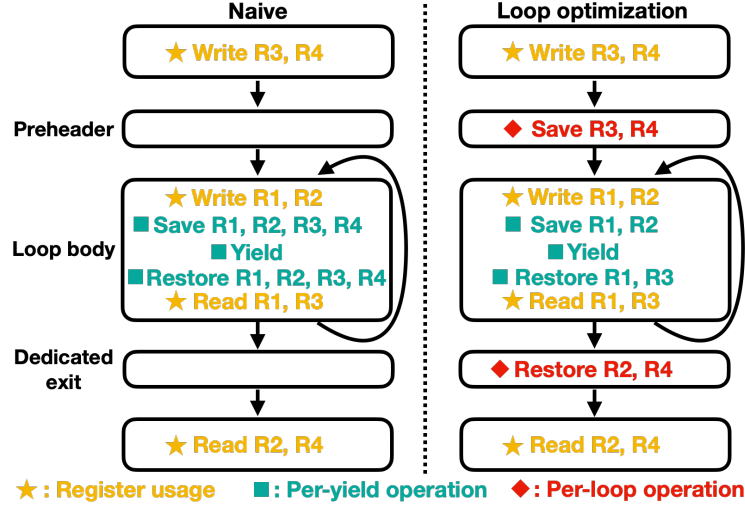 Naive
Loop optimization
★ Write R3, R4
★ Write R3, R4
Preheader
◆ Save R3, R4
Loop body
★ Write R1, R2
■ Save R1, R2, R3, R4
■ Yield
■ Restore R1, R2, R3, R4
★ Read R1, R3
★ Write R1, R2
■ Save R1, R2
■ Yield
■ Restore R1, R3
★ Read R1, R3
Dedicated
exit
◆ Restore R2, R4
★ Read R2, R4
★ Read R2, R4
★ : Register usage
■ : Per-yield operation
◆ : Per-loop operation